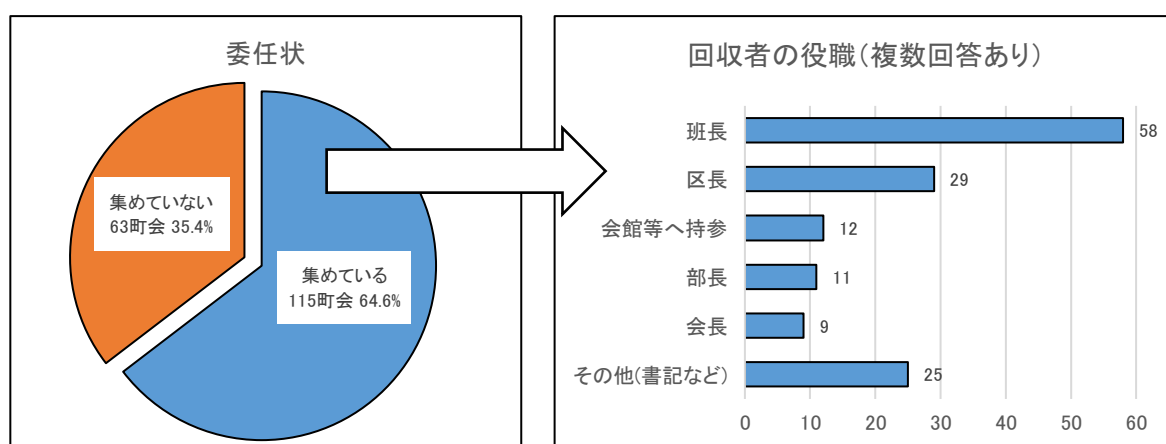 委任状
集めていない
63町会 35.4%
集めている
115町会 64.6%
回収者の役職(複数回答あり)
班長 58
区長 29
会館等へ持参 12
部長 11
会長 9
その他(書記など) 25
0 10 20 30 40 50 60